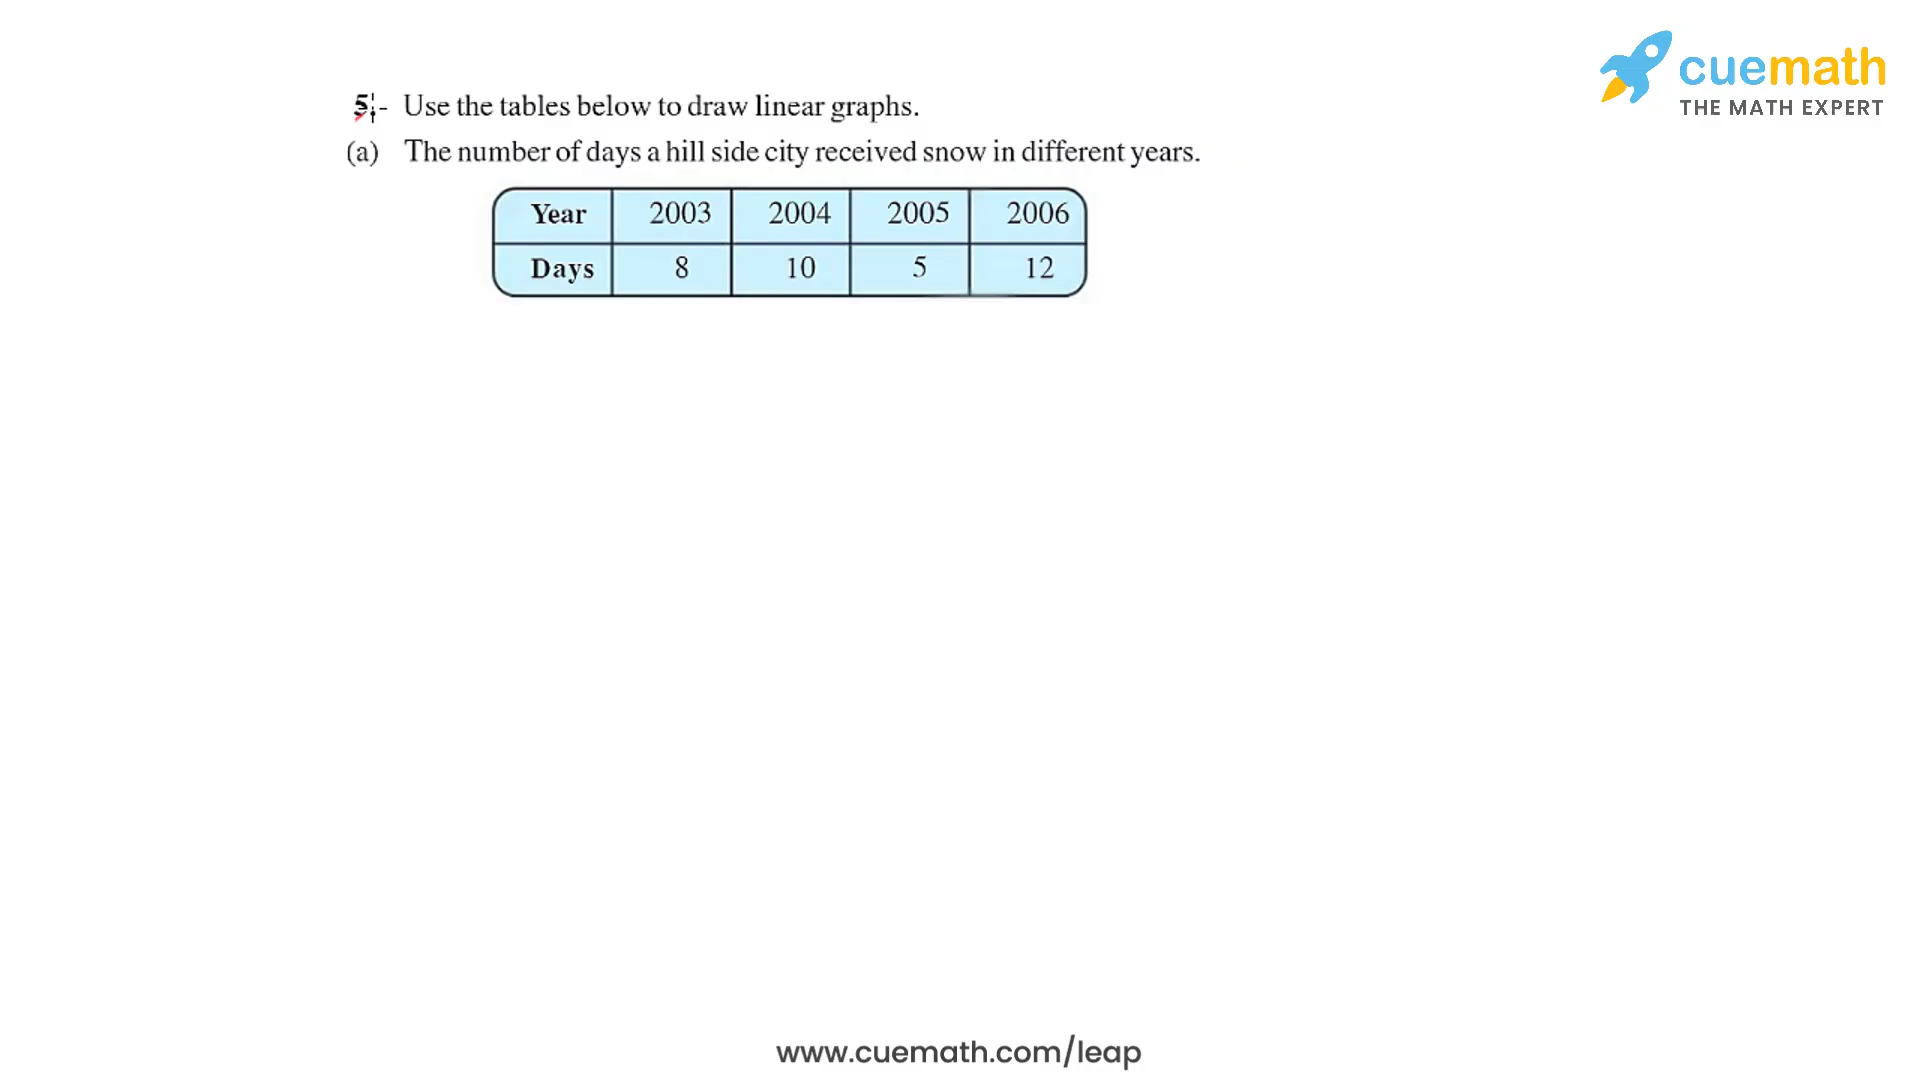 cuemath
THE MATH EXPERT
5.- Use the tables below to draw linear graphs.
(a) The number of days a hill side city received snow in different years.
Year 2003 2004 2005 2006
Days 8 10 5 12
www.cuemath.com/leap